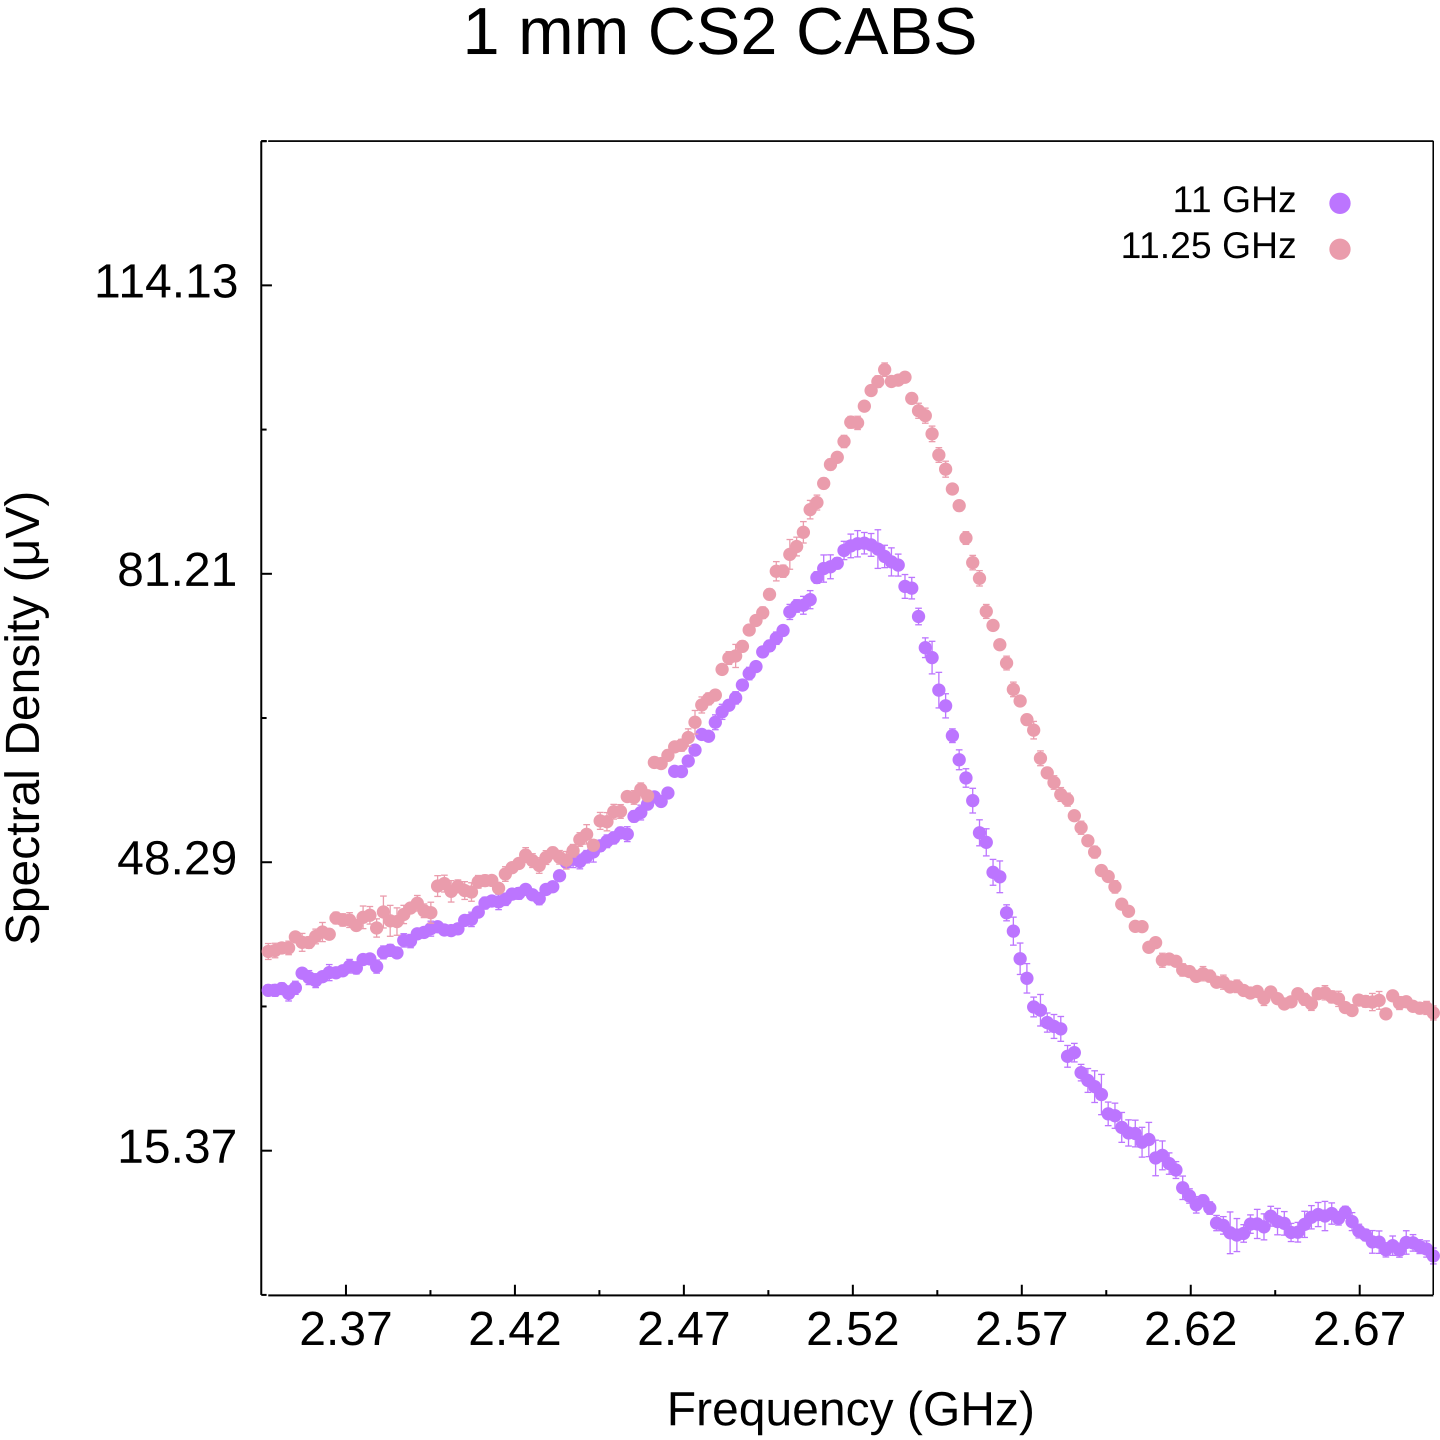 1 mm CS2 CABS
11 GHz
11.25 GHz
114.13
81.21
48.29
15.37
Spectral Density (μV)
2.37 2.42 2.47 2.52 2.57 2.62 2.67
Frequency (GHz)